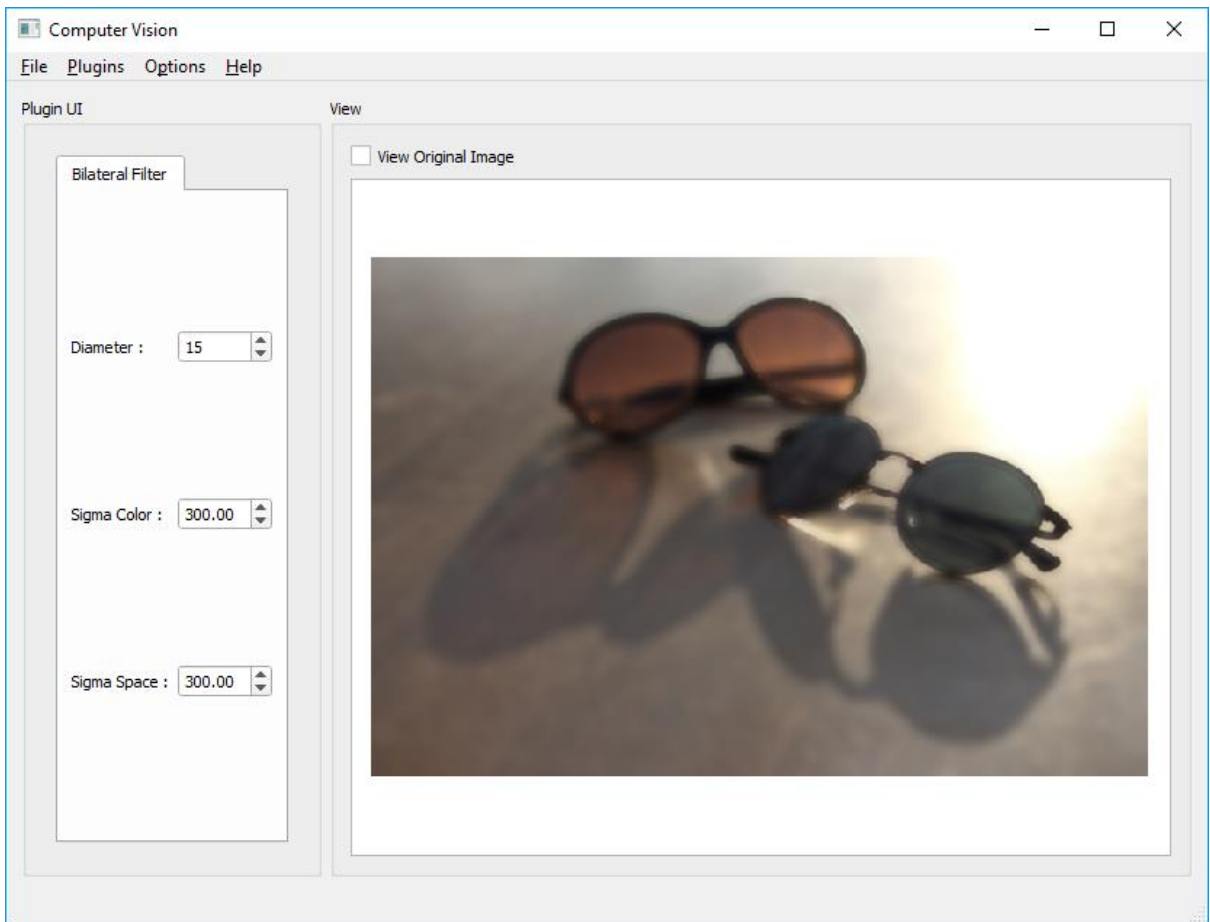 Computer Vision
File Plugins Options Help
Plugin UI
View
Bilateral Filter
View Original Image
Diameter : 15
Sigma Color : 300.00
Sigma Space : 300.00